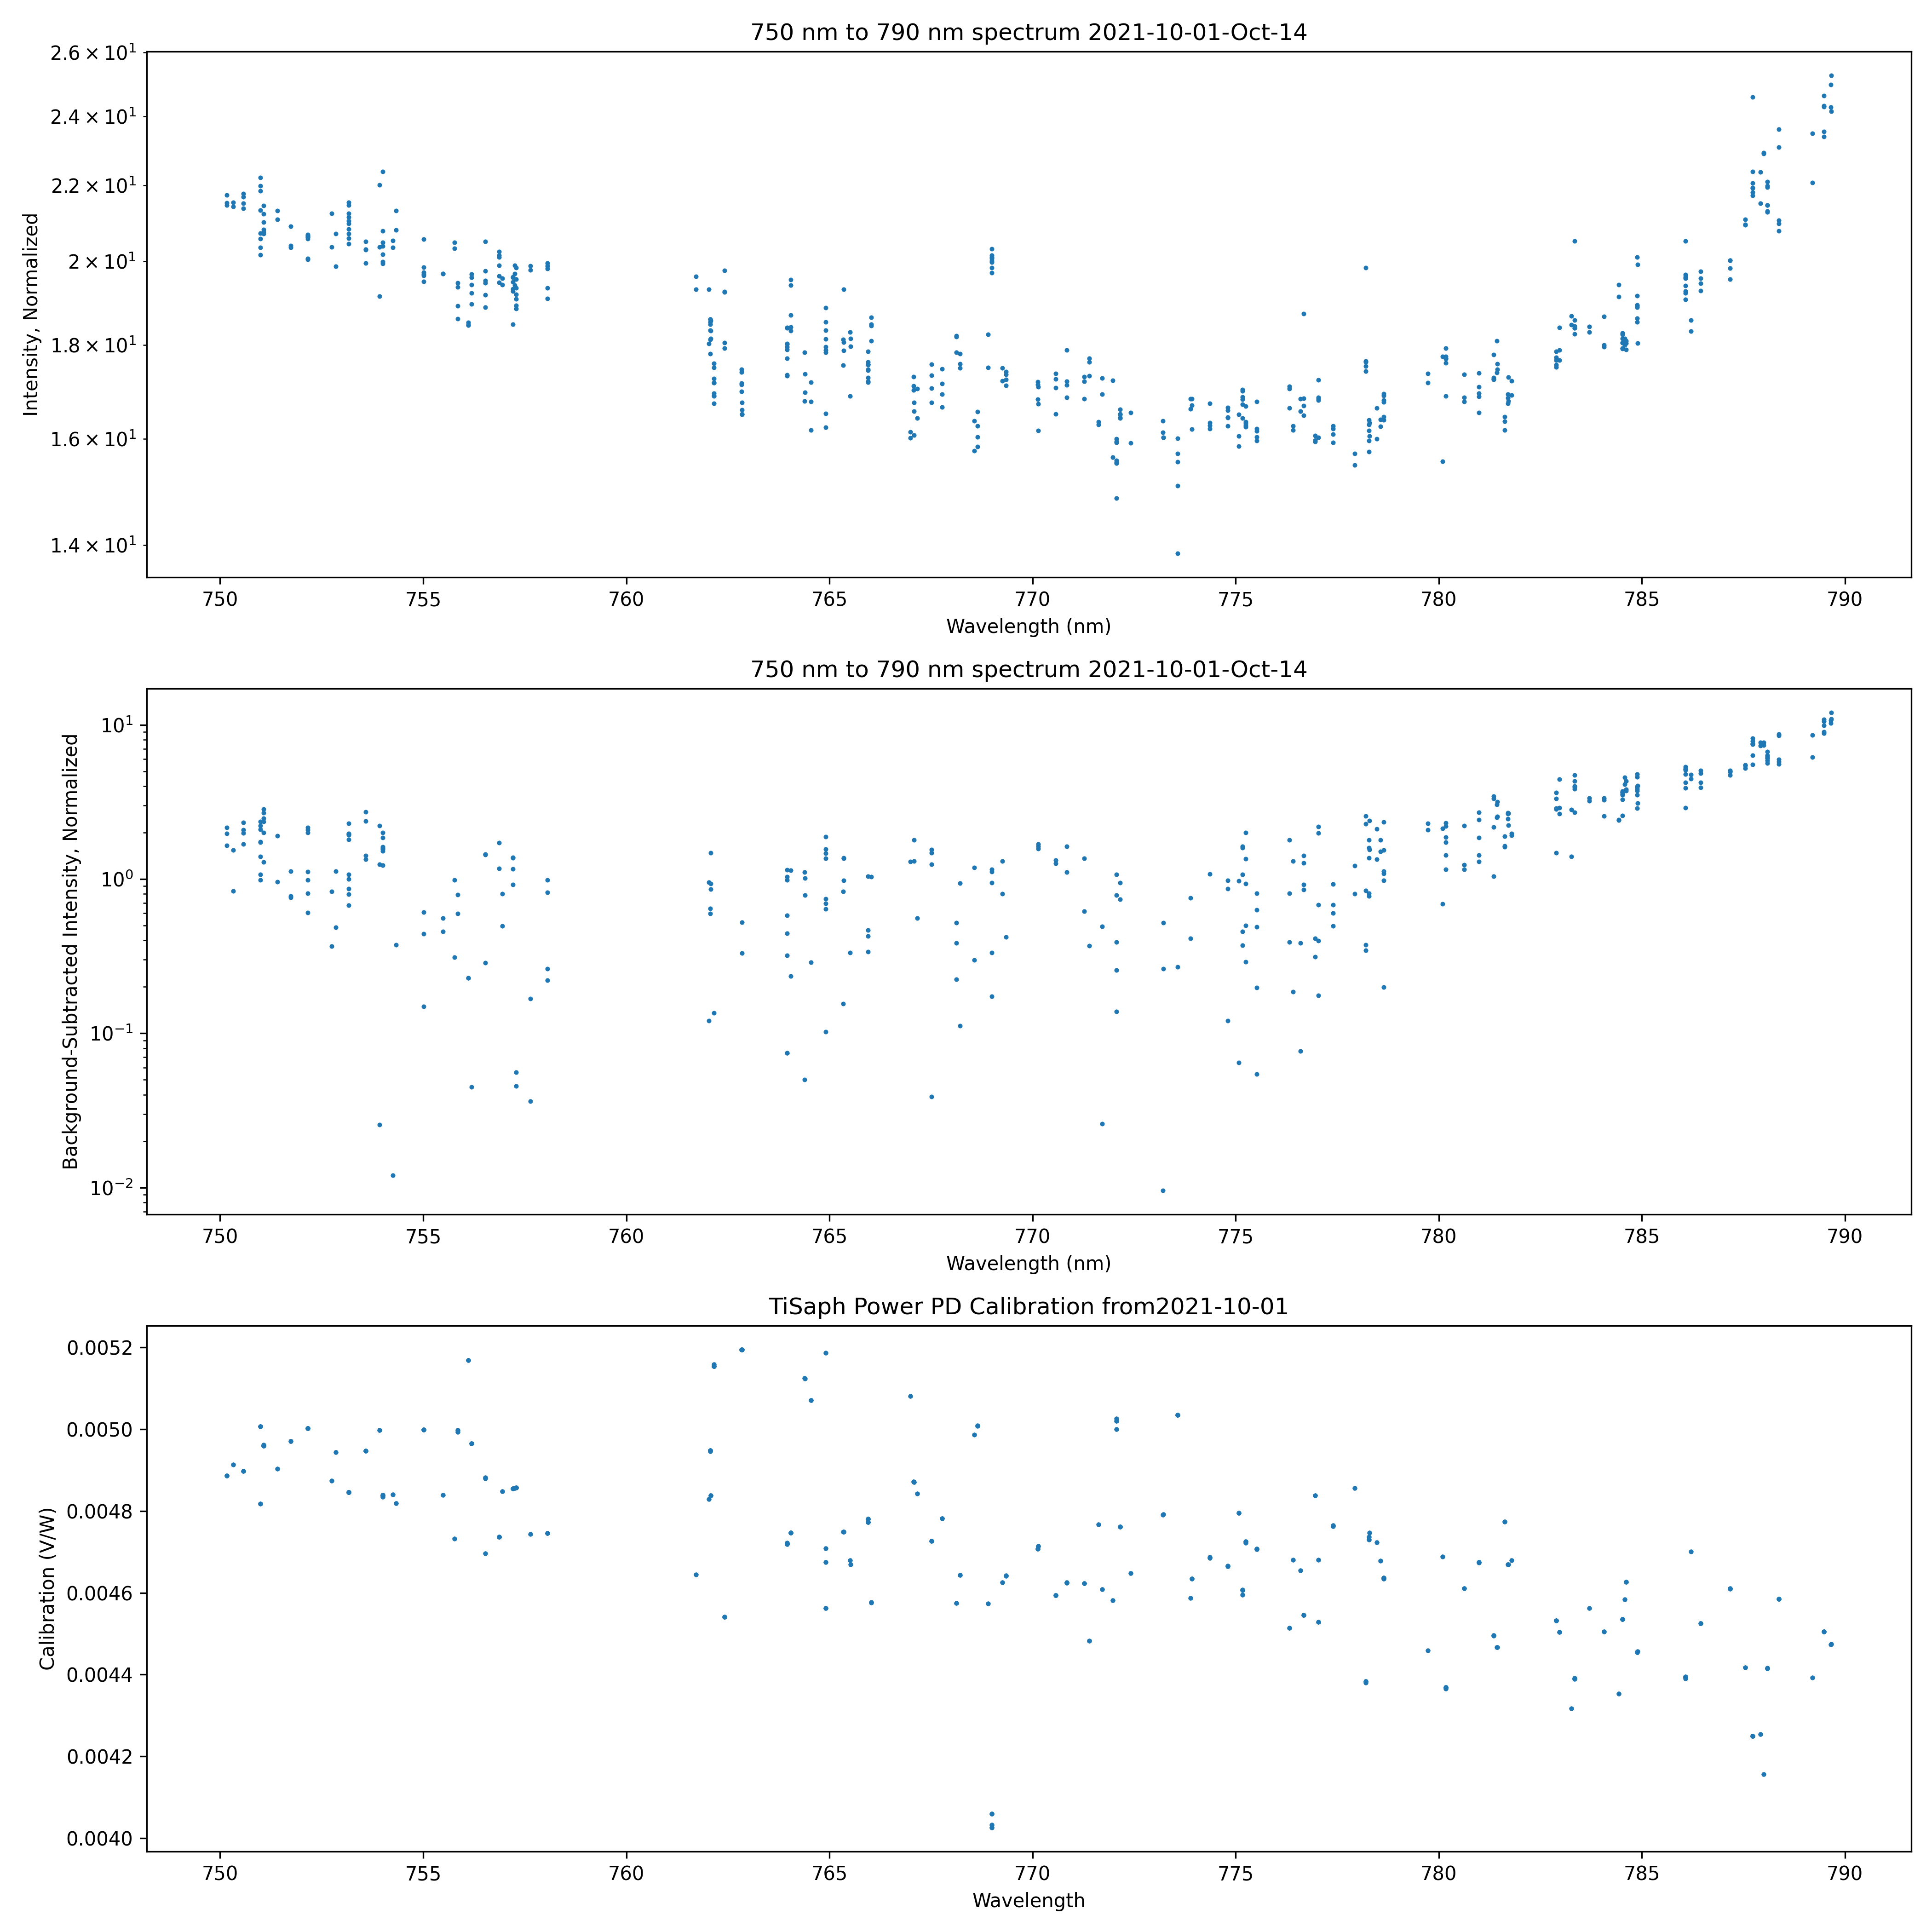 750 nm to 790 nm spectrum 2021-10-01-Oct-14
Intensity, Normalized
2.6 × 10¹
2.4 × 10¹
2.2 × 10¹
2 × 10¹
1.8 × 10¹
1.6 × 10¹
1.4 × 10¹
750 755 760 765 770 775 780 785 790
Wavelength (nm)
750 nm to 790 nm spectrum 2021-10-01-Oct-14
Background-Subtracted Intensity, Normalized
10¹
10⁰
10⁻¹
10⁻²
750 755 760 765 770 775 780 785 790
Wavelength (nm)
TiSaph Power PD Calibration from2021-10-01
Calibration (V/W)
0.0052
0.0050
0.0048
0.0046
0.0044
0.0042
0.0040
750 755 760 765 770 775 780 785 790
Wavelength